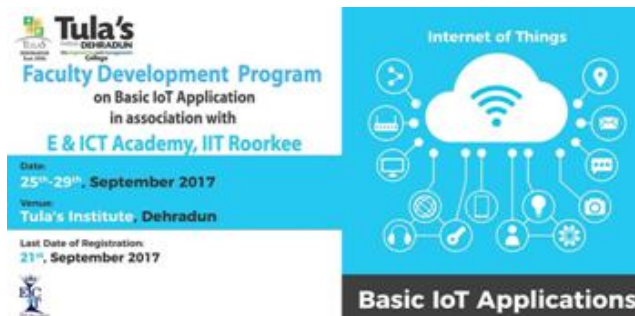 Tula's
DEHRADUN
College
Faculty Development Program
on Basic IoT Application
in association with
E & ICT Academy, IIT Roorkee
Date:
25th-29th, September 2017
Venue:
Tula's Institute, Dehradun
Last Date of Registration:
21st, September 2017
Internet of Things
Basic IoT Applications